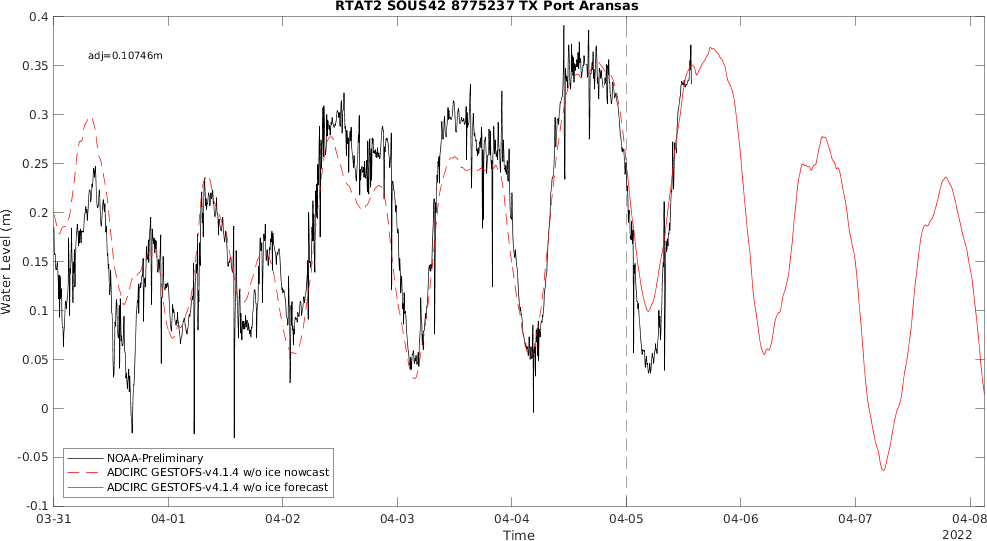 RTAT2 SOUS42 8775237 TX Port Aransas
adj=0.10746m
0.4
0.35
0.3
0.25
0.2
0.15
0.1
0.05
0
-0.05
-0.1
Water Level (m)
NOAA-Preliminary
ADCIRC GESTOFS-v4.1.4 w/o ice nowcast
ADCIRC GESTOFS-v4.1.4 w/o ice forecast
03-31 04-01 04-02 04-03 04-04 04-05 04-06 04-07 04-08
Time
2022